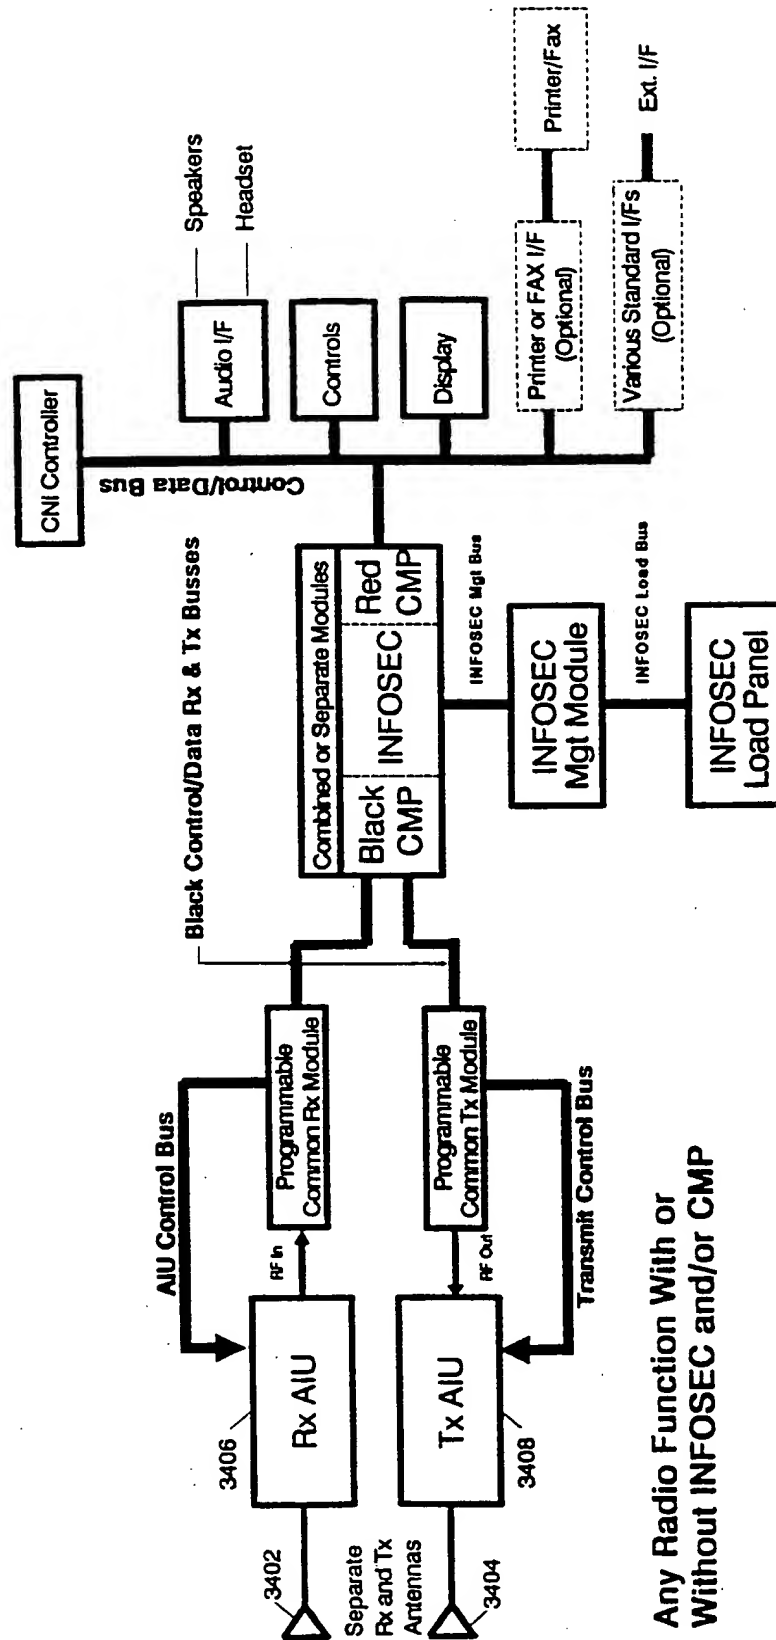 3402
Separate
Rx and Tx
Antennas
3404
3406
Rx AIU
Tx AIU
3408
AIU Control Bus
RF In
RF Out
Transmit Control Bus
Programmable
Common Rx Module
Programmable
Common Tx Module
Black Control/Data Rx & Tx Busses
Combined or Separate Modules
Black
CMP
INFOSEC
Red
CMP
INFOSEC Mgt Bus
INFOSEC
Mgt Module
INFOSEC Load Bus
INFOSEC
Load Panel
CNI Controller
Control/Data Bus
Audio I/F
Speakers
Headset
Controls
Display
Printer or FAX I/F
(Optional)
Printer/Fax
Various Standard I/Fs
(Optional)
Ext. I/F
Any Radio Function With or
Without INFOSEC and/or CMP